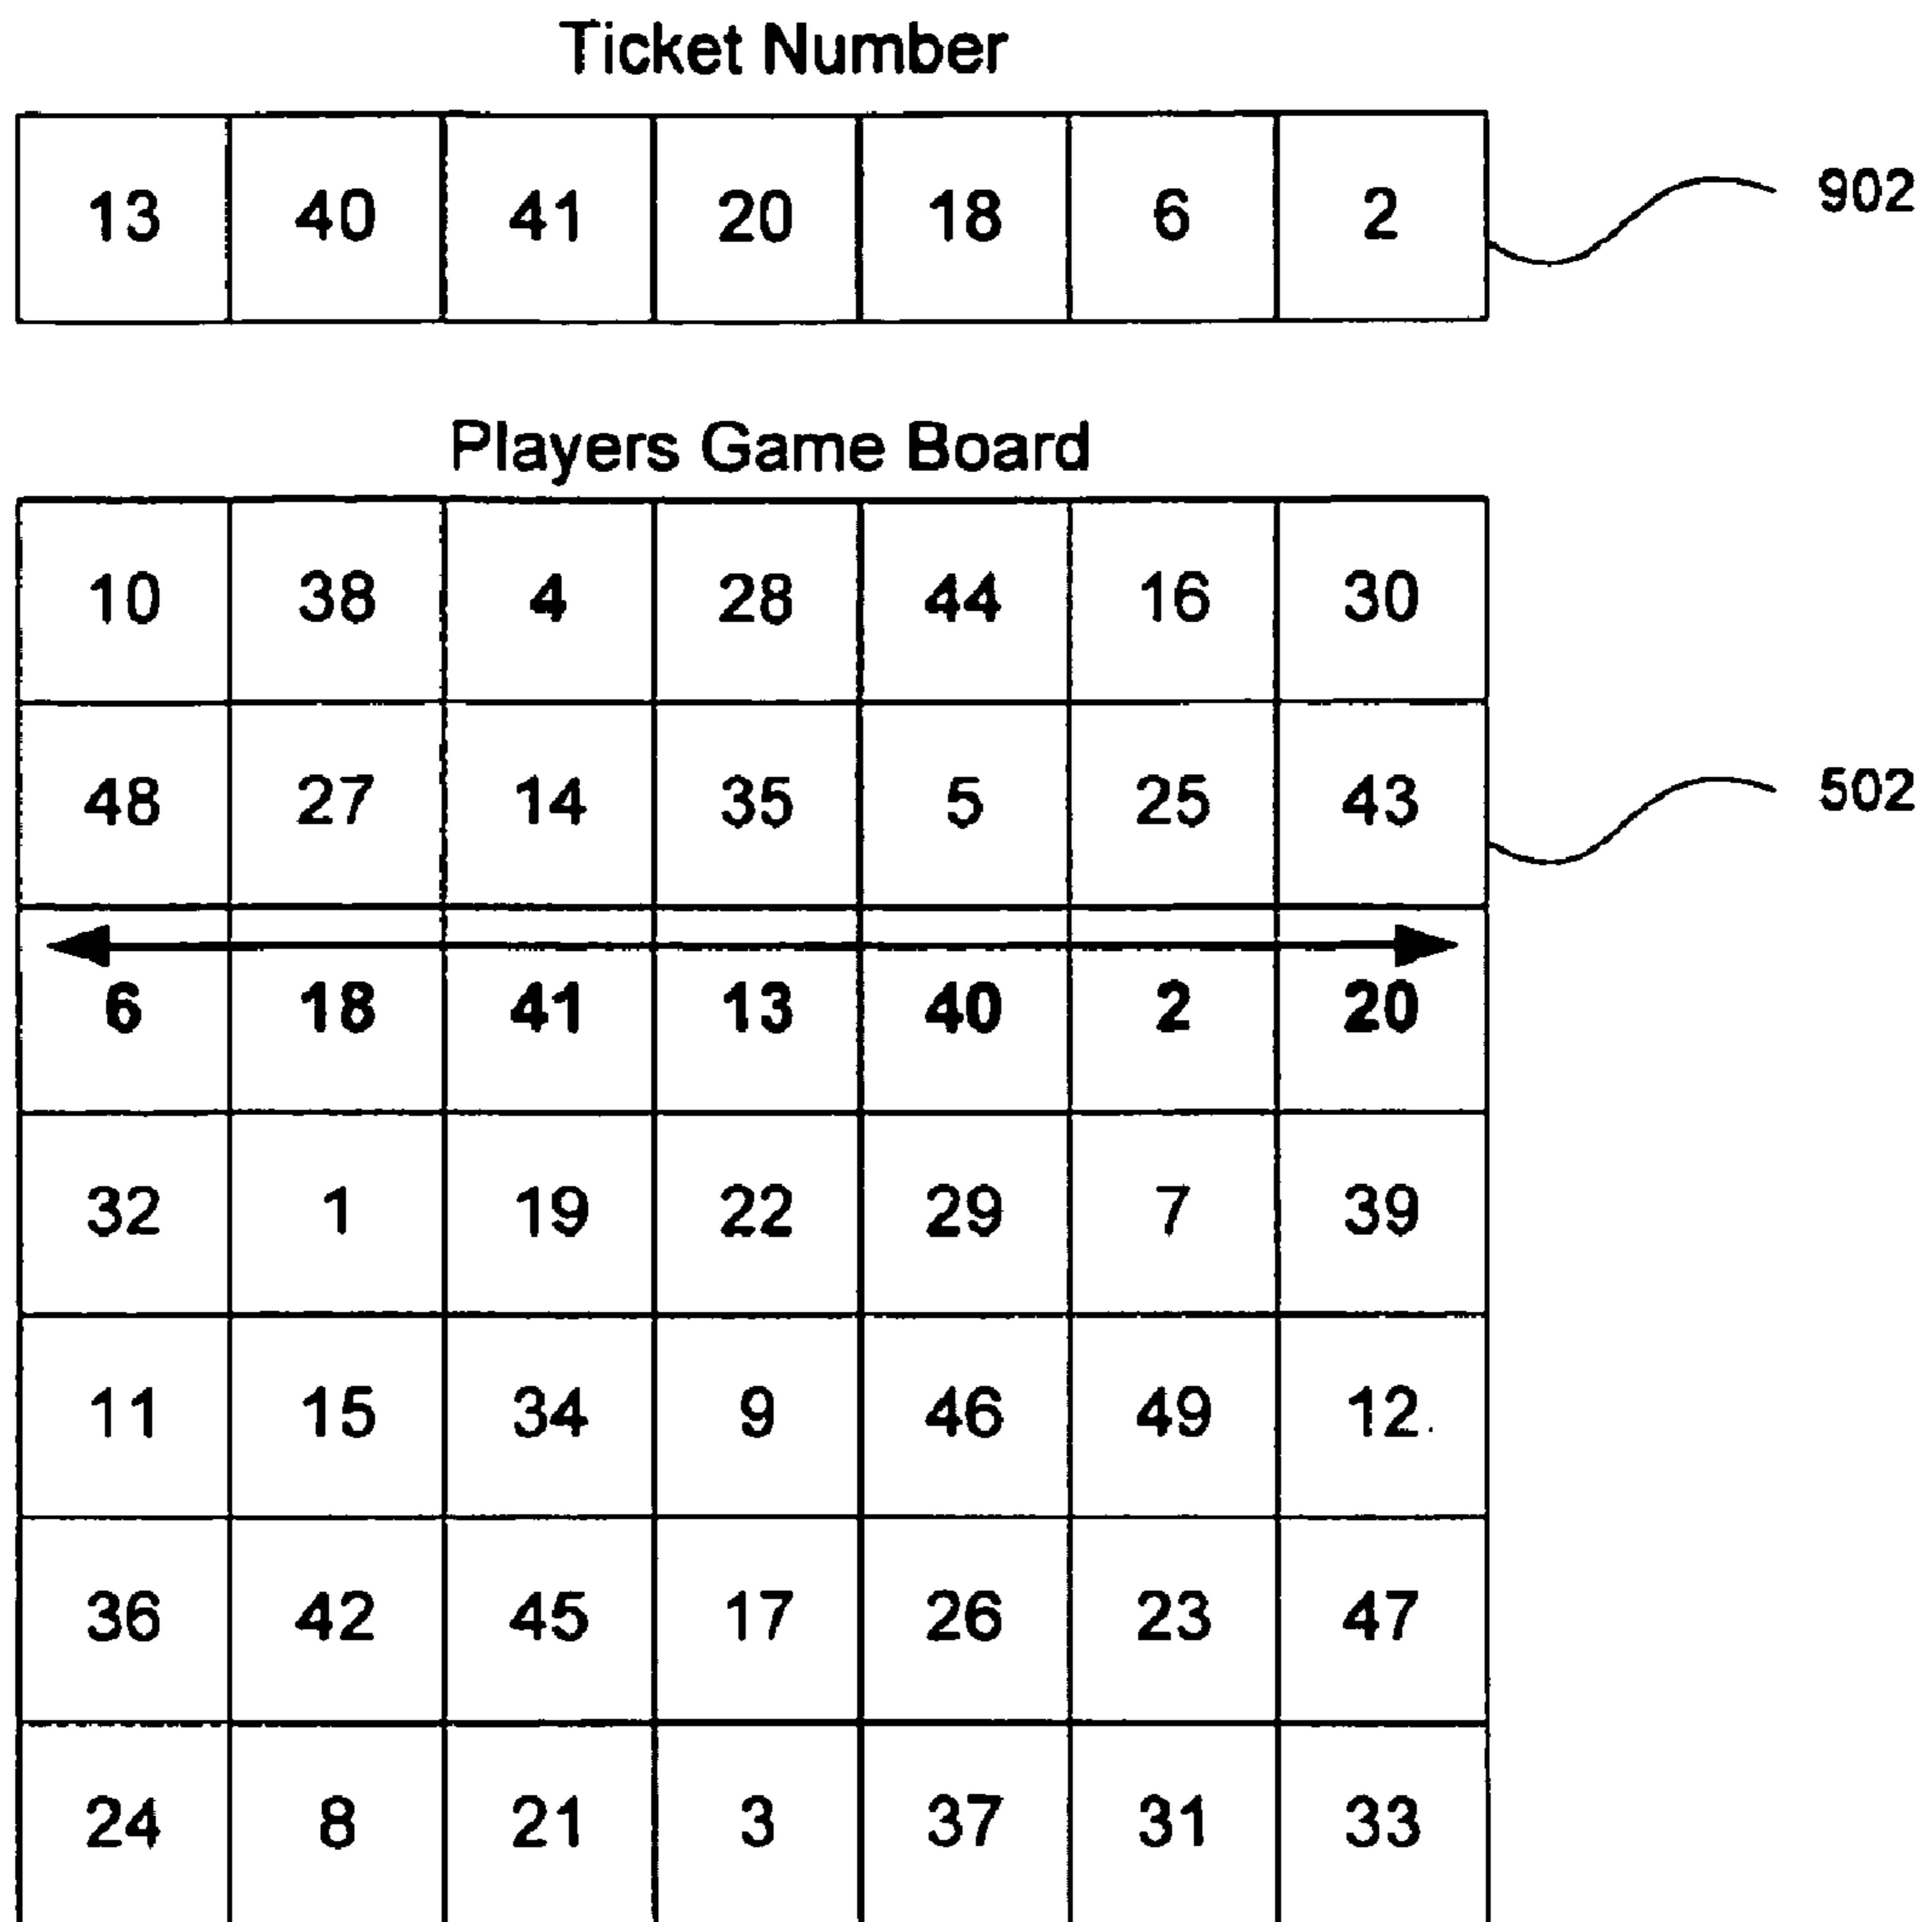 Ticket Number
13 40 41 20 18 6 2
902
Players Game Board
10 38 4 28 44 16 30
48 27 14 35 5 25 43
502
6 18 41 13 40 2 20
32 1 19 22 29 7 39
11 15 34 9 46 49 12
36 42 45 17 26 23 47
24 8 21 3 37 31 33